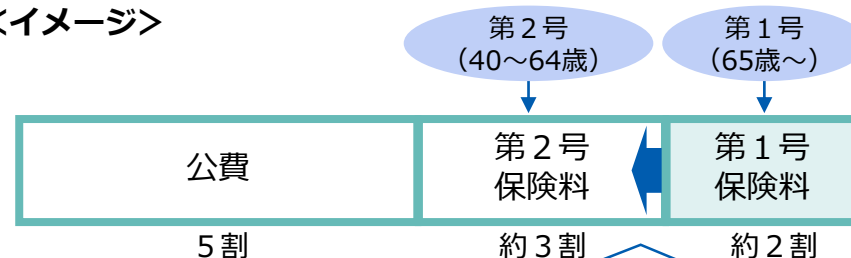 ＜イメージ＞
第２号
（40～64歳）
第１号
（65歳～）
公費
第２号
保険料
第１号
保険料
５割
約３割
約２割